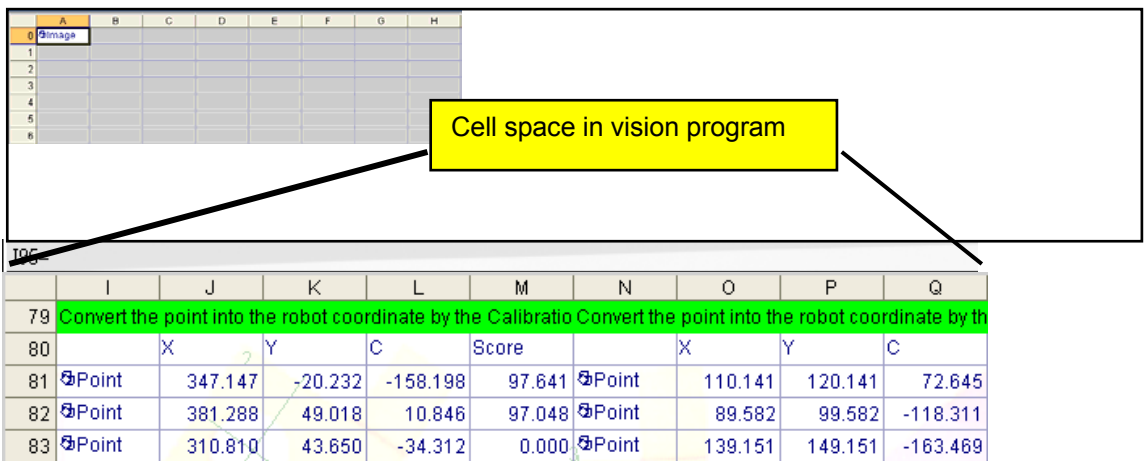 A B C D E F G H
0 Image
1
2
3
4
5
6
Cell space in vision program
I J K L M N O P Q
79 Convert the point into the robot coordinate by the Calibratio Convert the point into the robot coordinate by th
80 X Y C Score X Y C
81 Point 347.147 -20.232 -158.198 97.641 Point 110.141 120.141 72.645
82 Point 381.288 49.018 10.846 97.048 Point 89.582 99.582 -118.311
83 Point 310.810 43.650 -34.312 0.000 Point 139.151 149.151 -163.469